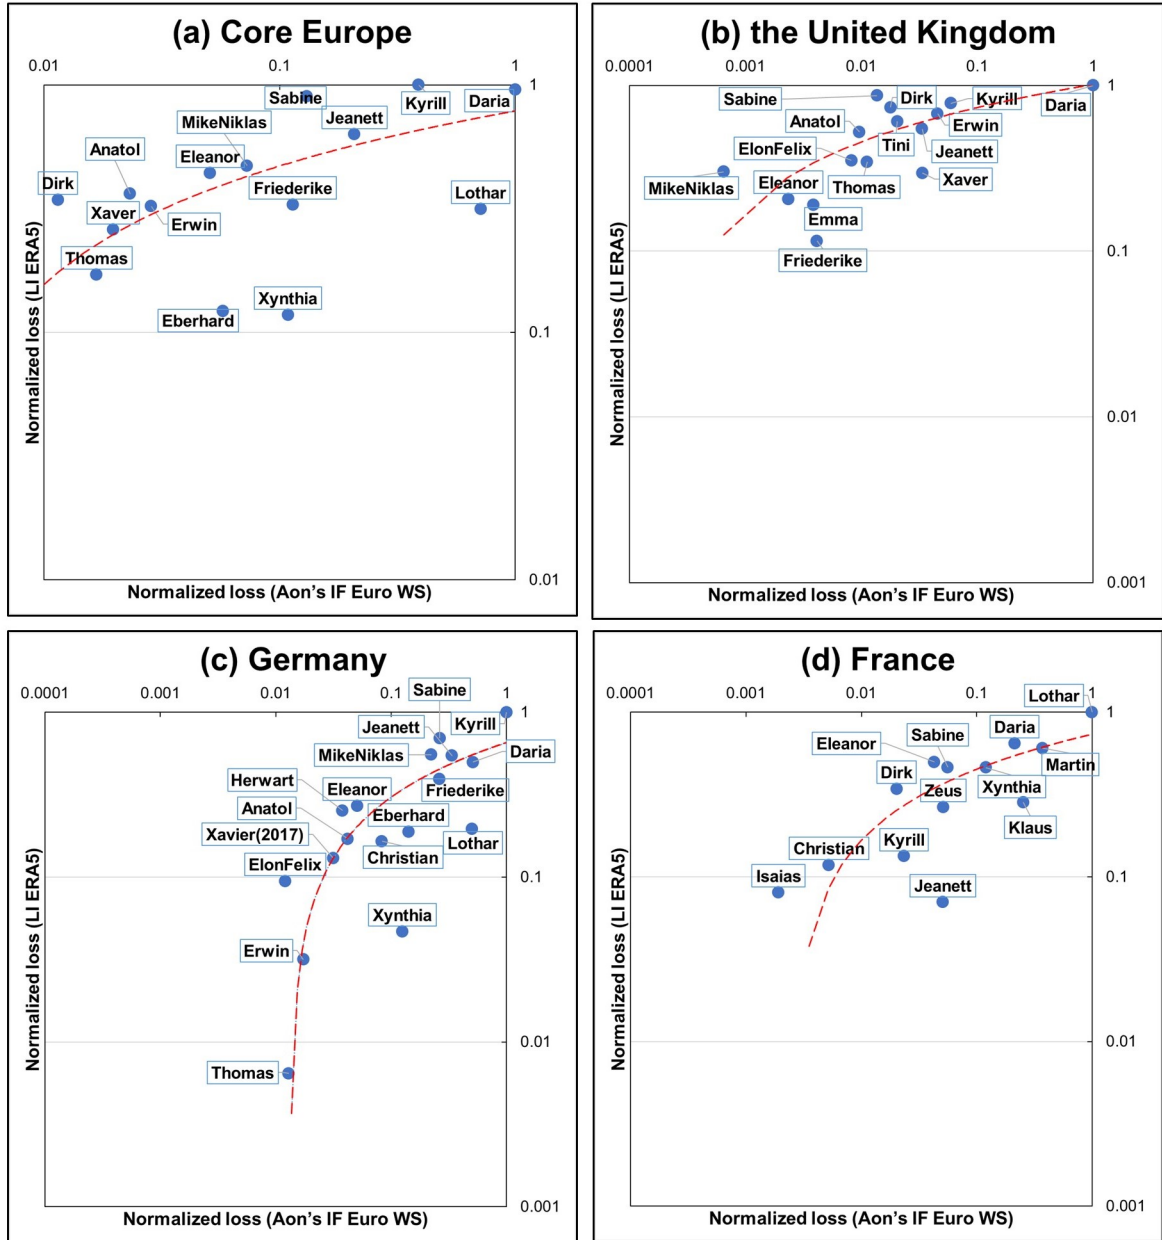 (a) Core Europe
0.01 0.1 1
1
Sabine
Kyrill
Daria
MikeNiklas
Jeanett
Anatol
Eleanor
Dirk
Friederike
Lothar
Xaver
Erwin
Thomas
Xynthia
Eberhard
0.1
0.01
Normalized loss (LI ERA5)
Normalized loss (Aon's IF Euro WS)
(b) the United Kingdom
0.0001 0.001 0.01 0.1 1
1
Sabine
Dirk
Kyrill
Daria
Anatol
Erwin
Tini
ElonFelix
Jeanett
MikeNiklas
Eleanor
Thomas
Xaver
Emma
Friederike
0.1
0.01
0.001
Normalized loss (LI ERA5)
Normalized loss (Aon's IF Euro WS)
(c) Germany
0.0001 0.001 0.01 0.1 1
Sabine
1
Jeanett
Kyrill
MikeNiklas
Daria
Herwart
Eleanor
Friederike
Anatol
Eberhard
Xavier(2017)
Lothar
ElonFelix
Christian
0.1
Xynthia
Erwin
0.01
Thomas
0.001
Normalized loss (LI ERA5)
Normalized loss (Aon's IF Euro WS)
(d) France
0.0001 0.001 0.01 0.1 1
Lothar
1
Daria
Sabine
Eleanor
Martin
Dirk
Zeus
Xynthia
Klaus
Christian
Kyrill
Isaias
Jeanett
0.1
0.01
0.001
Normalized loss (LI ERA5)
Normalized loss (Aon's IF Euro WS)